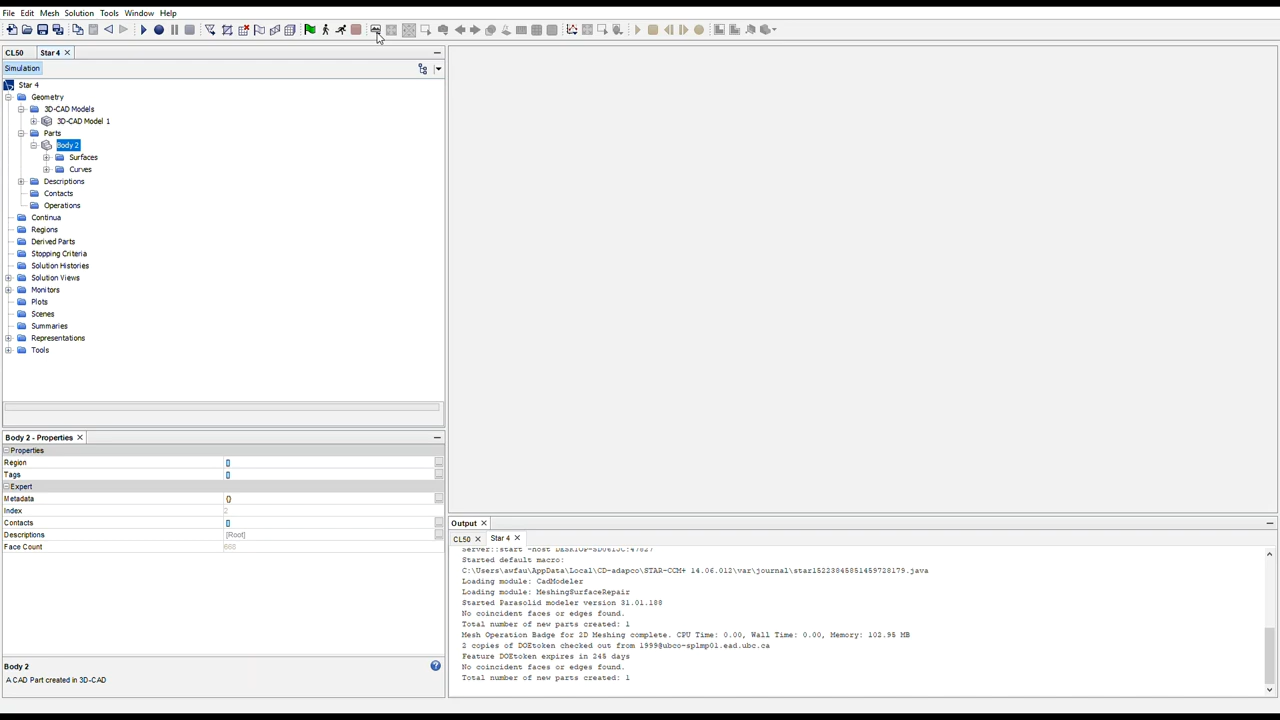 File Edit Mesh Solution Tools Window Help
CL50 Star 4
Simulation
Star 4
Geometry
3D-CAD Models
3D-CAD Model 1
Parts
Body 2
Surfaces
Curves
Descriptions
Contacts
Operations
Continua
Regions
Derived Parts
Stopping Criteria
Solution Histories
Solution Views
Monitors
Plots
Scenes
Summaries
Representations
Tools
Body 2 - Properties
Properties
Region []
Tags []
Expert
Metadata {}
Index 2
Contacts []
Descriptions [Root]
Face Count 668
Body 2
A CAD Part created in 3D-CAD
Output
CL50 Star 4
Server::start -host
Started default macro:
C:\Users\awfau\AppData\Local\CD-adapco\STAR-CCM+ 14.06.012\var\journal\star15223845851459728179.java
Loading module: CadModeler
Loading module: MeshingSurfaceRepair
Started Parasolid modeler version 31.01.188
No coincident faces or edges found.
Total number of new parts created: 1
Mesh Operation Badge for 2D Meshing complete. CPU Time: 0.00, Wall Time: 0.00, Memory: 102.95 MB
2 copies of DOEtoken checked out from 1999@ubco-splmp01.ead.ubc.ca
Feature DOEtoken expires in 245 days
No coincident faces or edges found.
Total number of new parts created: 1